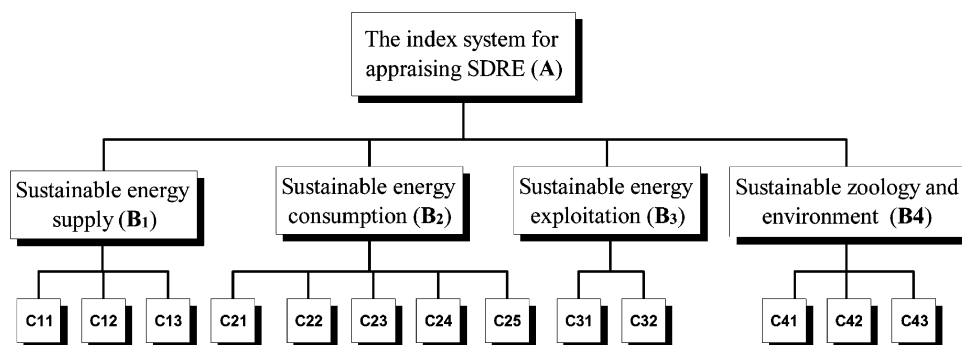 The index system for
appraising SDRE (A)
Sustainable energy
supply (B1)
Sustainable energy
consumption (B2)
Sustainable energy
exploitation (B3)
Sustainable zoology and
environment (B4)
C11 C12 C13 C21 C22 C23 C24 C25 C31 C32 C41 C42 C43